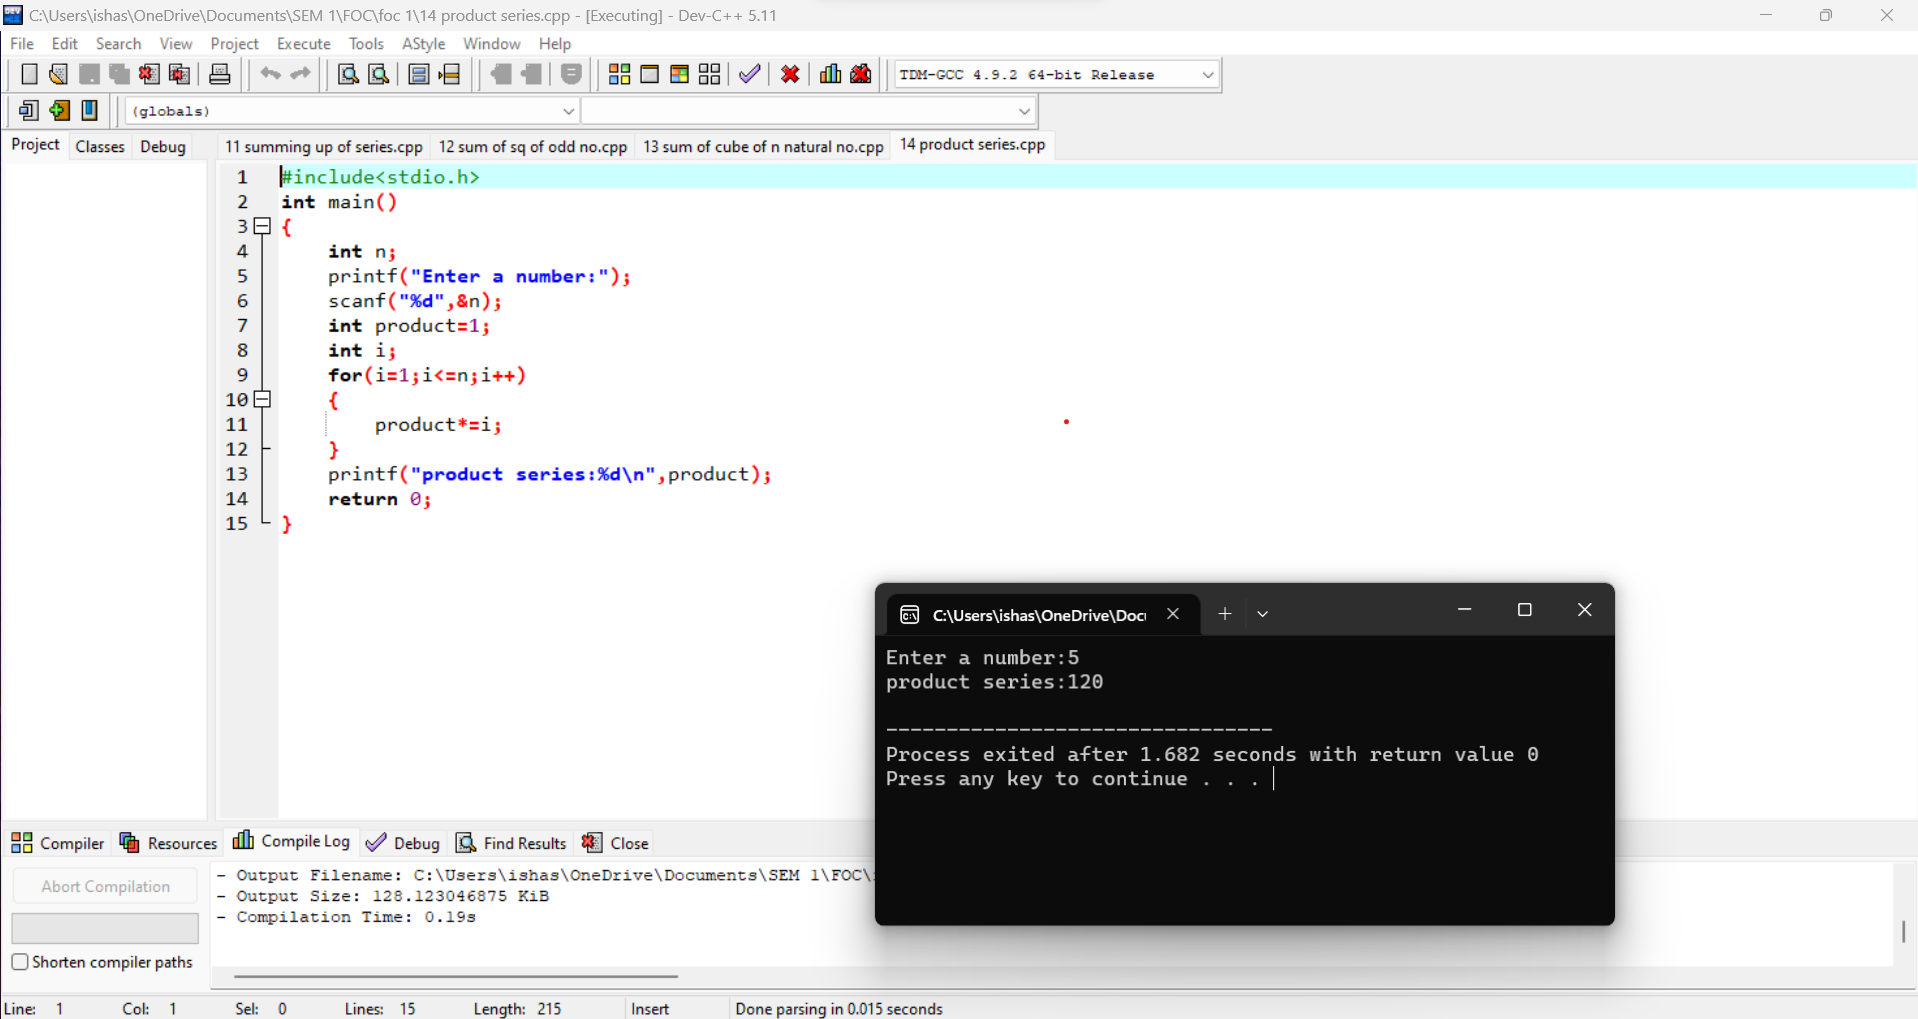 C:\Users\ishas\OneDrive\Documents\SEM 1\FOC\foc 1\14 product series.cpp - [Executing] - Dev-C++ 5.11
File Edit Search View Project Execute Tools AStyle Window Help
TDM-GCC 4.9.2 64-bit Release
(globals)
Project Classes Debug
11 summing up of series.cpp 12 sum of sq of odd no.cpp 13 sum of cube of n natural no.cpp 14 product series.cpp
1 #include<stdio.h>
2 int main()
3 {
4 int n;
5 printf("Enter a number:");
6 scanf("%d",&n);
7 int product=1;
8 int i;
9 for(i=1;i<=n;i++)
10 {
11 product*=i;
12 }
13 printf("product series:%d\n",product);
14 return 0;
15 }
C:\Users\ishas\OneDrive\Docu
Enter a number:5
product series:120
--------------------------------
Process exited after 1.682 seconds with return value 0
Press any key to continue . . .
Compiler Resources Compile Log Debug Find Results Close
Abort Compilation
Shorten compiler paths
- Output Filename: C:\Users\ishas\OneDrive\Documents\SEM 1\FOC\
- Output Size: 128.123046875 KiB
- Compilation Time: 0.19s
Line: 1 Col: 1 Sel: 0 Lines: 15 Length: 215 Insert Done parsing in 0.015 seconds